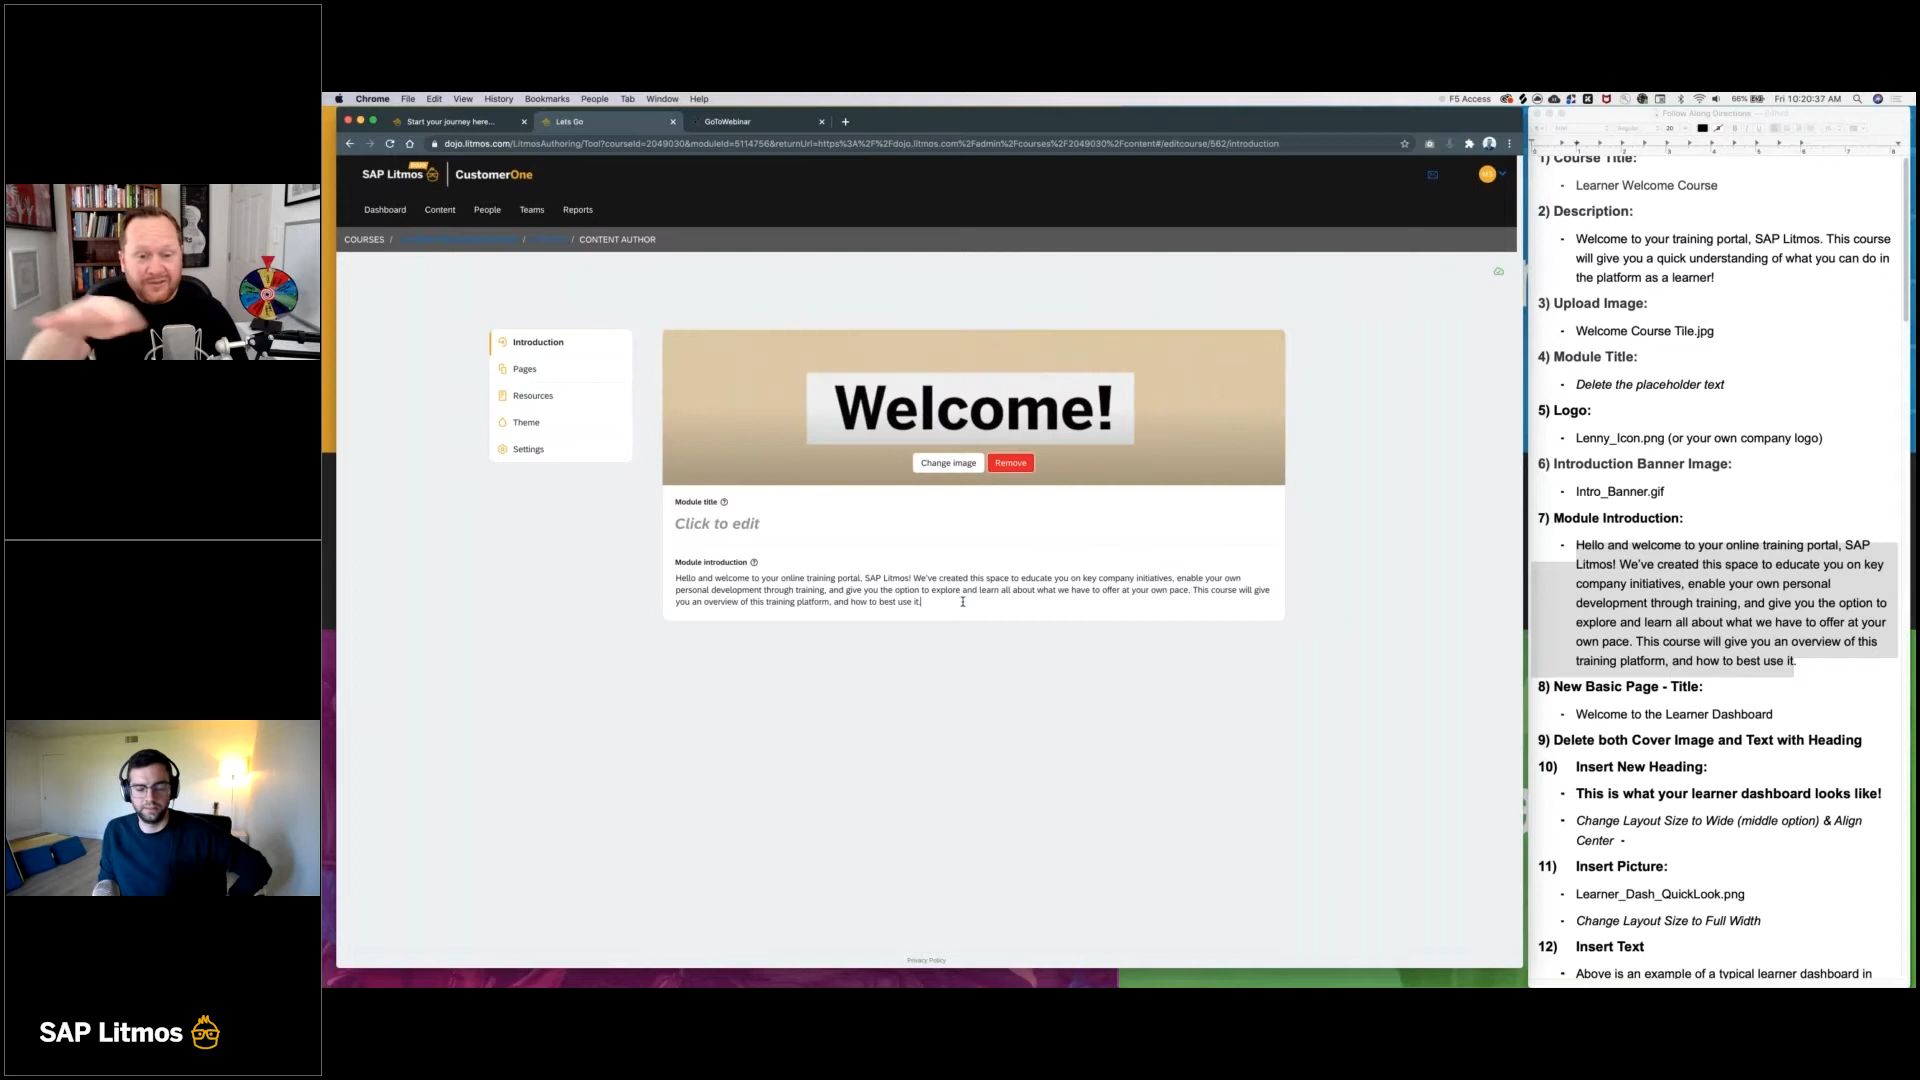 Chrome File Edit View History Bookmarks People Tab Window Help
F5 Access 66% Fri 10:20:37 AM
Start your journey here...
Lets Go
GoToWebinar
dojo.litmos.com/LitmosAuthoring/Tool?courseId=2049030&moduleId=5114756&returnUrl=https%3A%2F%2Fdojo.litmos.com%2Fadmin%2Fcourses%2F2049030%2Fcontent#/editcourse/562/introduction
SAP Litmos CustomerOne
MS
Dashboard Content People Teams Reports
COURSES / / / CONTENT AUTHOR
Introduction
Pages
Resources
Theme
Settings
Welcome!
Change image Remove
Module title
Click to edit
Module introduction
Hello and welcome to your online training portal, SAP Litmos! We've created this space to educate you on key company initiatives, enable your own
personal development through training, and give you the option to explore and learn all about what we have to offer at your own pace. This course will give
you an overview of this training platform, and how to best use it.
Privacy Policy
Follow Along Directions — Edited
1) Course Title:
- Learner Welcome Course
2) Description:
- Welcome to your training portal, SAP Litmos. This course
will give you a quick understanding of what you can do in
the platform as a learner!
3) Upload Image:
- Welcome Course Tile.jpg
4) Module Title:
- Delete the placeholder text
5) Logo:
- Lenny_Icon.png (or your own company logo)
6) Introduction Banner Image:
- Intro_Banner.gif
7) Module Introduction:
- Hello and welcome to your online training portal, SAP
Litmos! We've created this space to educate you on key
company initiatives, enable your own personal
development through training, and give you the option to
explore and learn all about what we have to offer at your
own pace. This course will give you an overview of this
training platform, and how to best use it.
8) New Basic Page - Title:
- Welcome to the Learner Dashboard
9) Delete both Cover Image and Text with Heading
10) Insert New Heading:
- This is what your learner dashboard looks like!
- Change Layout Size to Wide (middle option) & Align
Center -
11) Insert Picture:
- Learner_Dash_QuickLook.png
- Change Layout Size to Full Width
12) Insert Text
- Above is an example of a typical learner dashboard in
SAP Litmos